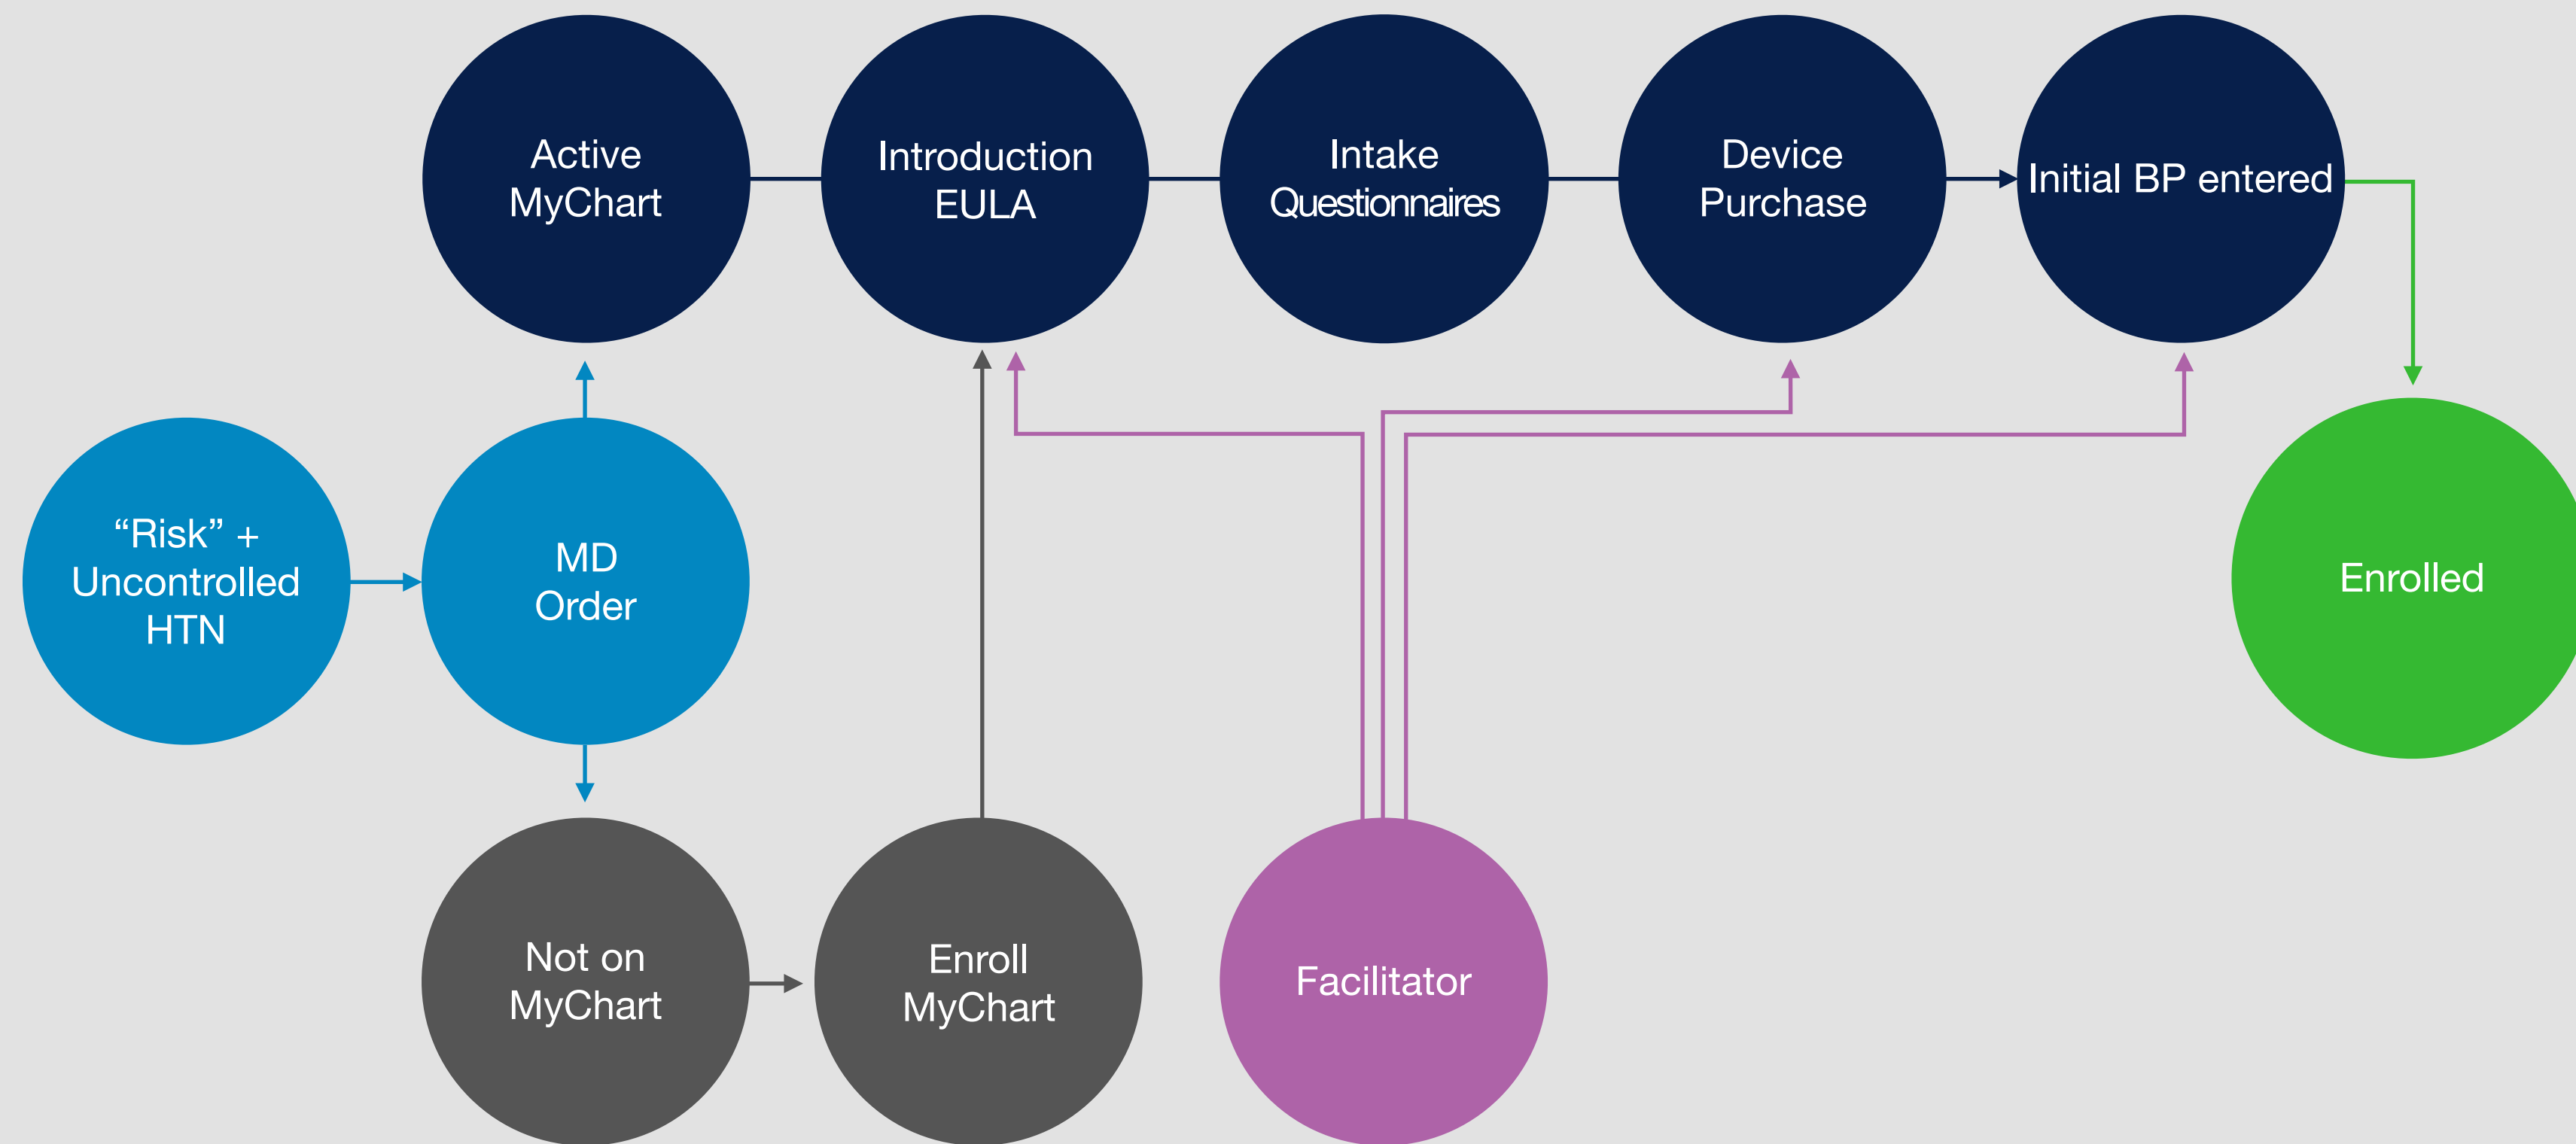 Active
MyChart
Introduction
EULA
Intake
Questionnaires
Device
Purchase
Initial BP entered
“Risk” +
Uncontrolled
HTN
MD
Order
Enrolled
Not on
MyChart
Enroll
MyChart
Facilitator